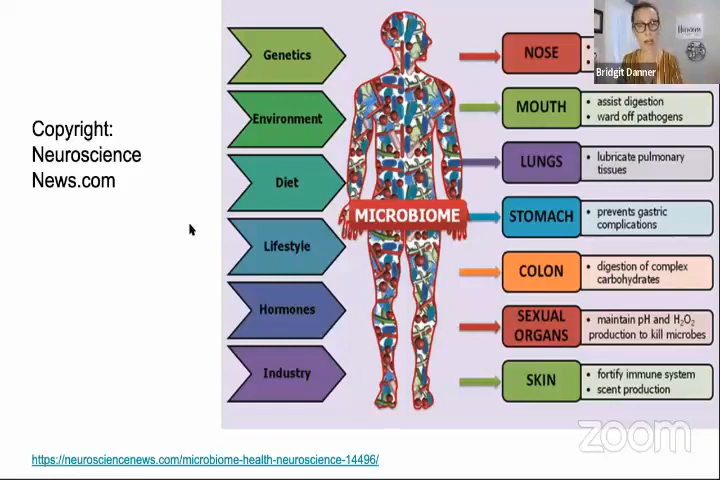 Copyright:
Neuroscience
News.com
Genetics
Environment
Diet
Lifestyle
Hormones
Industry
MICROBIOME
NOSE
MOUTH
• assist digestion
• ward off pathogens
LUNGS
• lubricate pulmonary
tissues
STOMACH
• prevents gastric
complications
COLON
• digestion of complex
carbohydrates
SEXUAL
ORGANS
• maintain pH and H₂O₂
production to kill microbes
SKIN
• fortify immune system
• scent production
Bridgit Danner
zoom
https://neurosciencenews.com/microbiome-health-neuroscience-14496/